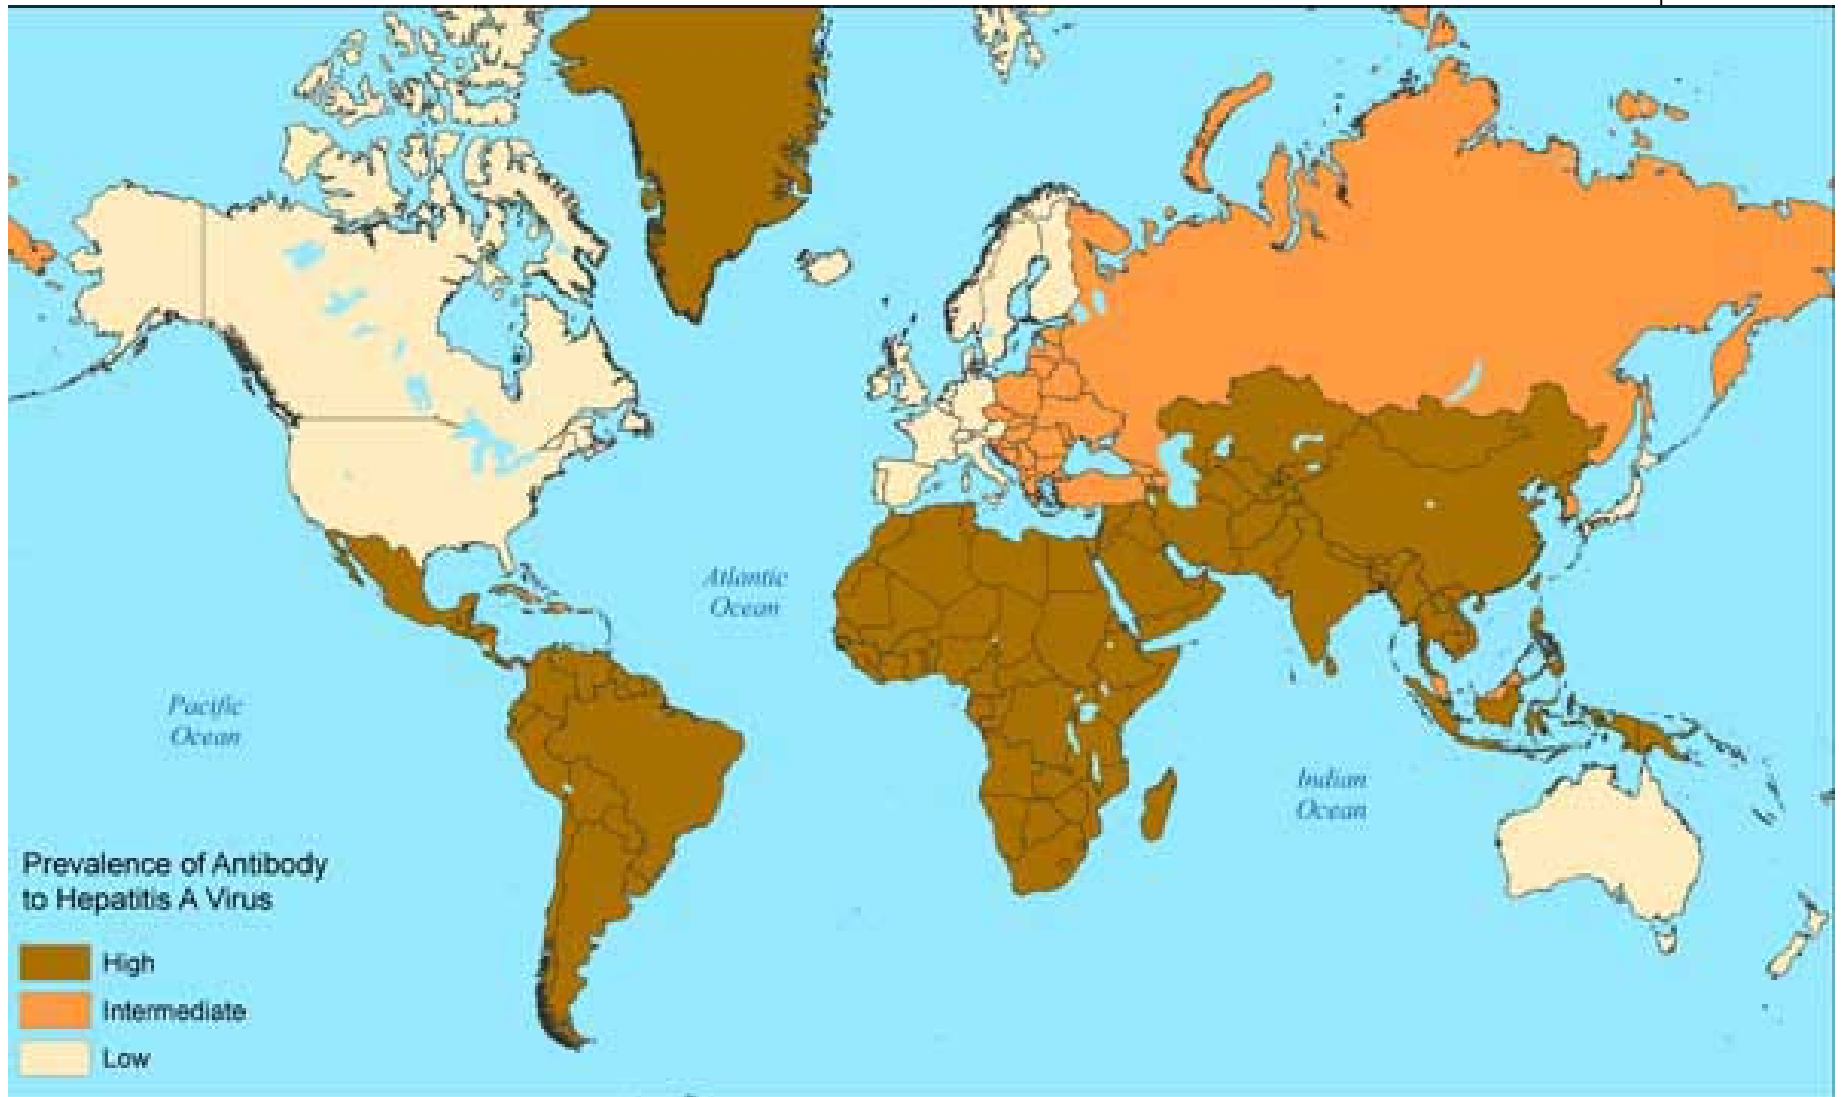 Atlantic
Ocean
Pacific
Ocean
Indian
Ocean
Prevalence of Antibody
to Hepatitis A Virus
High
Intermediate
Low